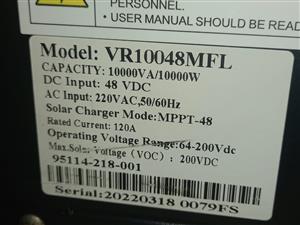 PERSONNEL.
• USER MANUAL SHOULD BE READ
Model: VR10048MFL
CAPACITY: 10000VA/10000W
DC Input: 48 VDC
AC Input: 220VAC,50/60Hz
Solar Charger Mode:MPPT-48
Rated Current: 120A
Operating Voltage Range:64-200Vdc
Max.Solar Voltage (VOC) : 200VDC
95114-218-001
Serial:20220318 0079FS